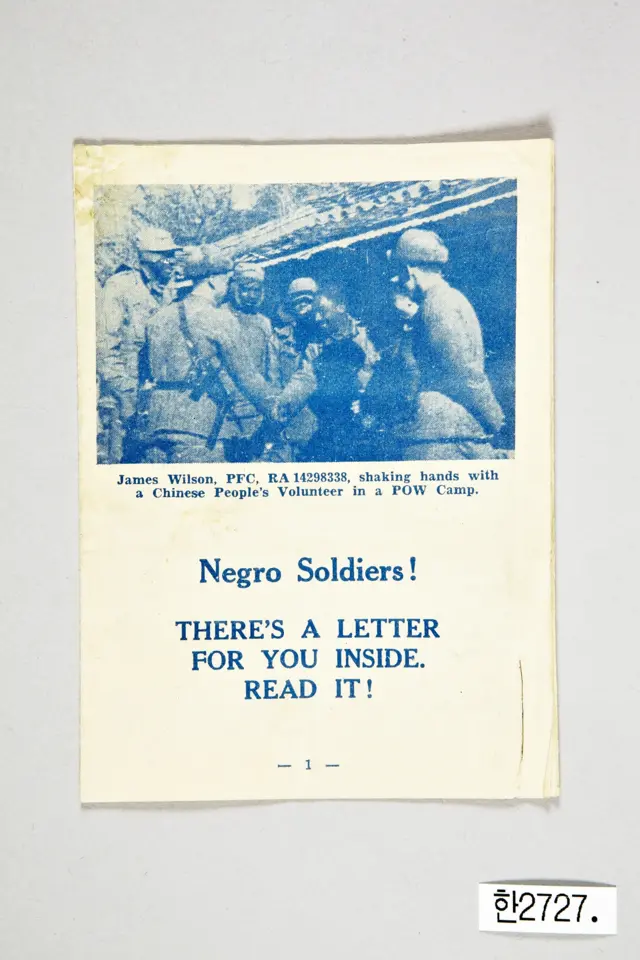 James Wilson, PFC, RA 14298338, shaking hands with
a Chinese People's Volunteer in a POW Camp.
Negro Soldiers!
THERE'S A LETTER
FOR YOU INSIDE.
READ IT!
— 1 —
한2727.